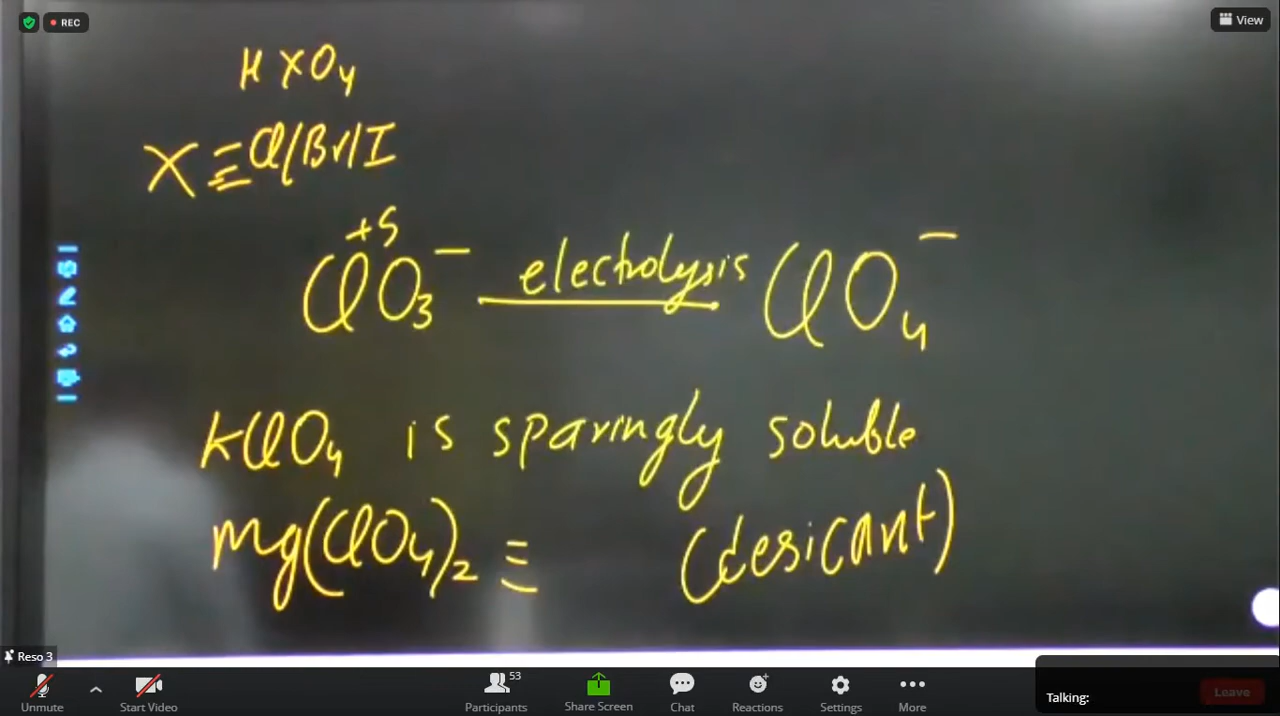 REC
View
HXO₄
X ≡ Cl/Br/I
+5
ClO₃⁻ electrolysis ClO₄⁻
KClO₄ is sparingly soluble
Mg(ClO₄)₂ ≡ (desicant)
Reso 3
53
Talking:
Leave
Unmute
Start Video
Participants
Share Screen
Chat
Reactions
Settings
More